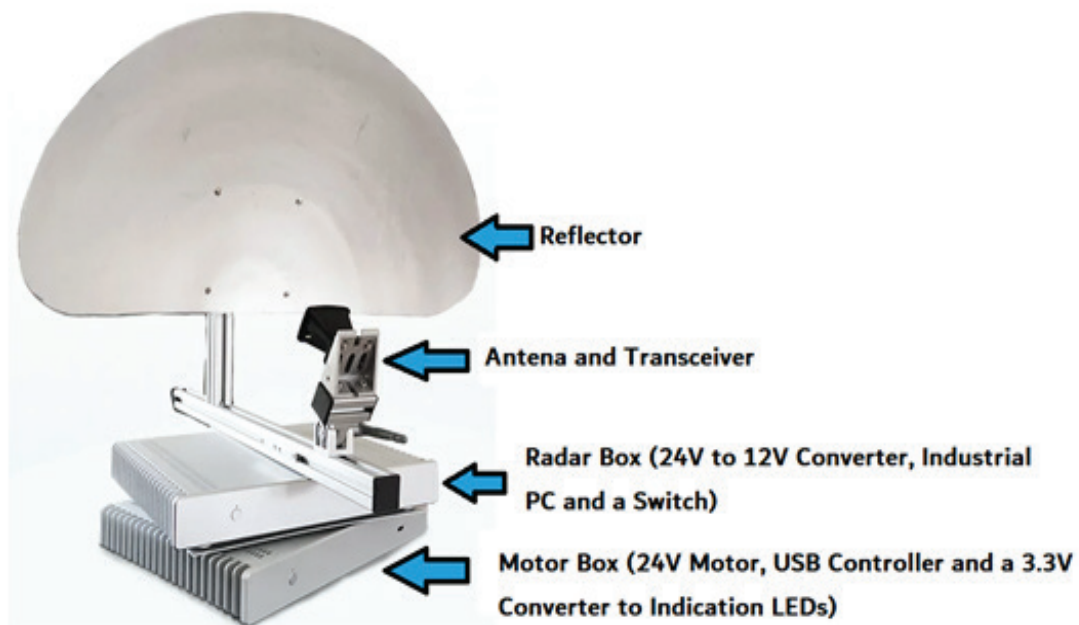 Reflector
Antena and Transceiver
Radar Box (24V to 12V Converter, Industrial
PC and a Switch)
Motor Box (24V Motor, USB Controller and a 3.3V
Converter to Indication LEDs)